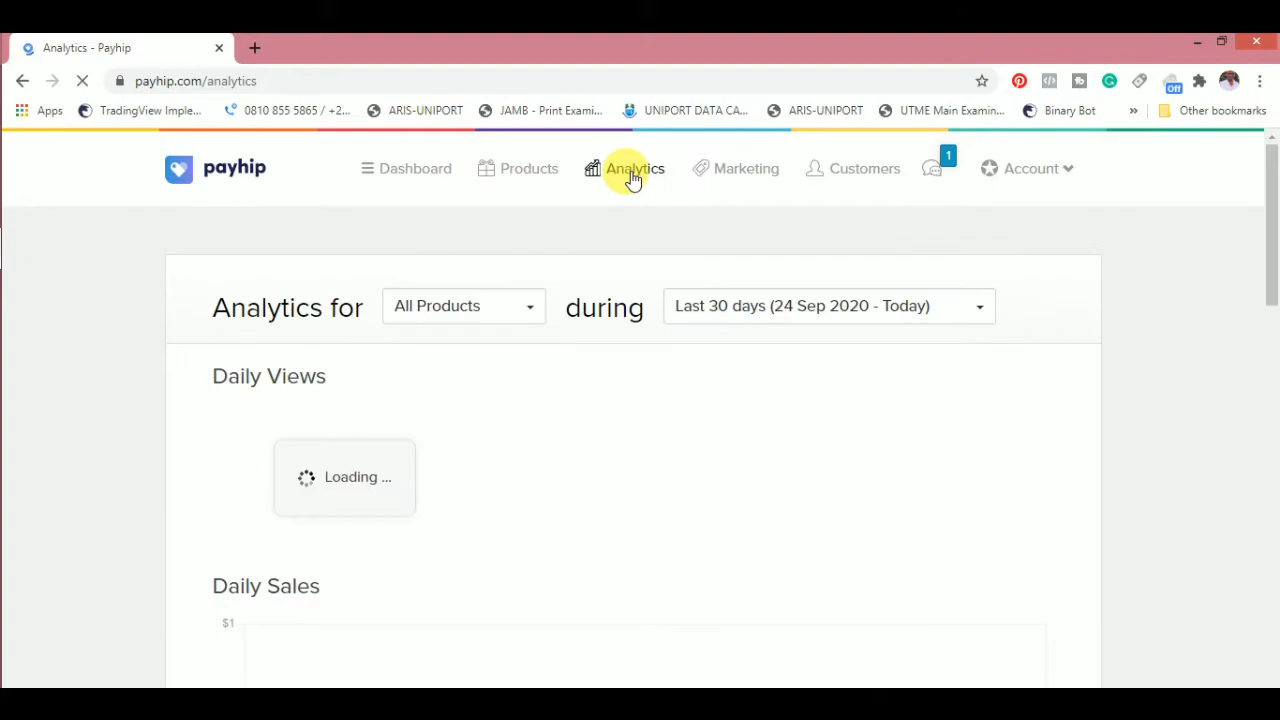 Analytics - Payhip
payhip.com/analytics
Off
Apps TradingView Imple... 0810 855 5865 / +2... ARIS-UNIPORT JAMB - Print Exami... UNIPORT DATA CA... ARIS-UNIPORT UTME Main Examin... Binary Bot » Other bookmarks
payhip Dashboard Products Analytics Marketing Customers 1 Account
Analytics for All Products during Last 30 days (24 Sep 2020 - Today)
Daily Views
Loading ...
Daily Sales
$1